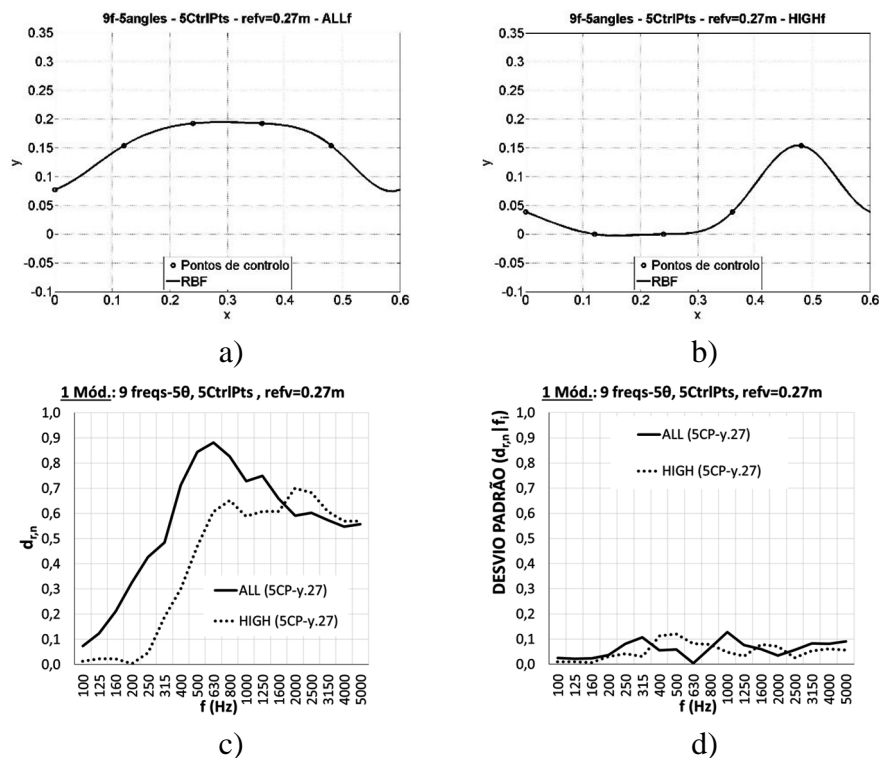 9f-5angles - 5CtrlPts - refv=0.27m - ALLf
0.35
0.3
0.25
0.2
0.15
0.1
0.05
0
-0.05
-0.1
y
Pontos de controlo
RBF
0 0.1 0.2 0.3 0.4 0.5 0.6
x
a)
9f-5angles - 5CtrlPts - refv=0.27m - HIGHf
0.35
0.3
0.25
0.2
0.15
0.1
0.05
0
-0.05
-0.1
y
Pontos de controlo
RBF
0 0.1 0.2 0.3 0.4 0.5 0.6
x
b)
1 Mód.: 9 freqs-5θ, 5CtrlPts , refv=0.27m
1,0
0,9
0,8
0,7
0,6
0,5
0,4
0,3
0,2
0,1
0,0
d r,n
ALL (5CP-y.27)
HIGH (5CP-y.27)
100 125 160 200 250 315 400 500 630 800 1000 1250 1600 2000 2500 3150 4000 5000
f (Hz)
c)
1 Mód.: 9 freqs-5θ, 5CtrlPts, refv=0.27m
1,0
0,9
0,8
0,7
0,6
0,5
0,4
0,3
0,2
0,1
0,0
DESVIO PADRÃO (d r,n|f i)
ALL (5CP-y.27)
HIGH (5CP-y.27)
100 125 160 200 250 315 400 500 630 800 1000 1250 1600 2000 2500 3150 4000 5000
f (Hz)
d)